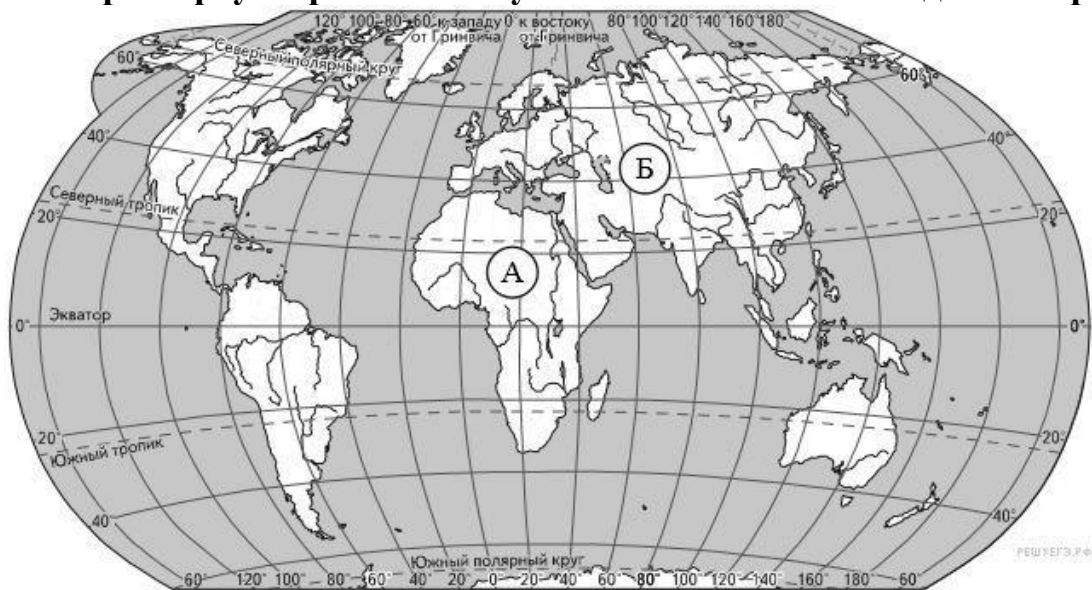 120 100 80 60 к западу 0° к востоку 80 100 120 140 160 180
от Гринвича от Гринвича
60° Северный полярный круг 60°
40° 40°
А Б
Северный тропик
20° 20°
Экватор
0° 0°
20° 20°
Южный тропик
40° 40°
Южный полярный круг
РЕШУЕГЭ.РФ
60° 80° 120° 100° 80° 60° 40° 20° 0° 20° 40° 60° 80° 100° 120° 140° 160° 180° 60°